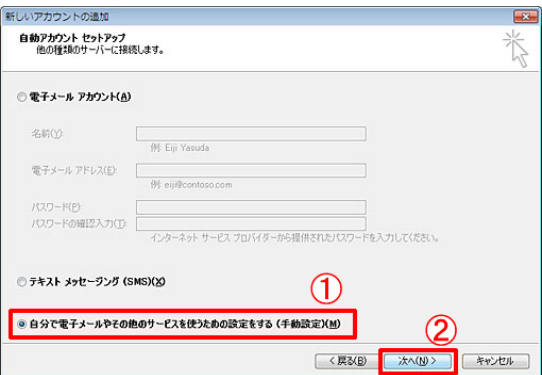 新しいアカウントの追加
自動アカウント セットアップ
他の種類のサーバーに接続します。
電子メール アカウント(A)
名前(Y):
例: Eiji Yasuda
電子メール アドレス(E):
例: eiji@contoso.com
パスワード(P):
パスワードの確認入力(T):
インターネット サービス プロバイダーから提供されたパスワードを入力してください。
テキスト メッセージング (SMS)(X)
①
自分で電子メールやその他のサービスを使うための設定をする (手動設定)(M)
②
< 戻る(B) 次へ(N) > キャンセル